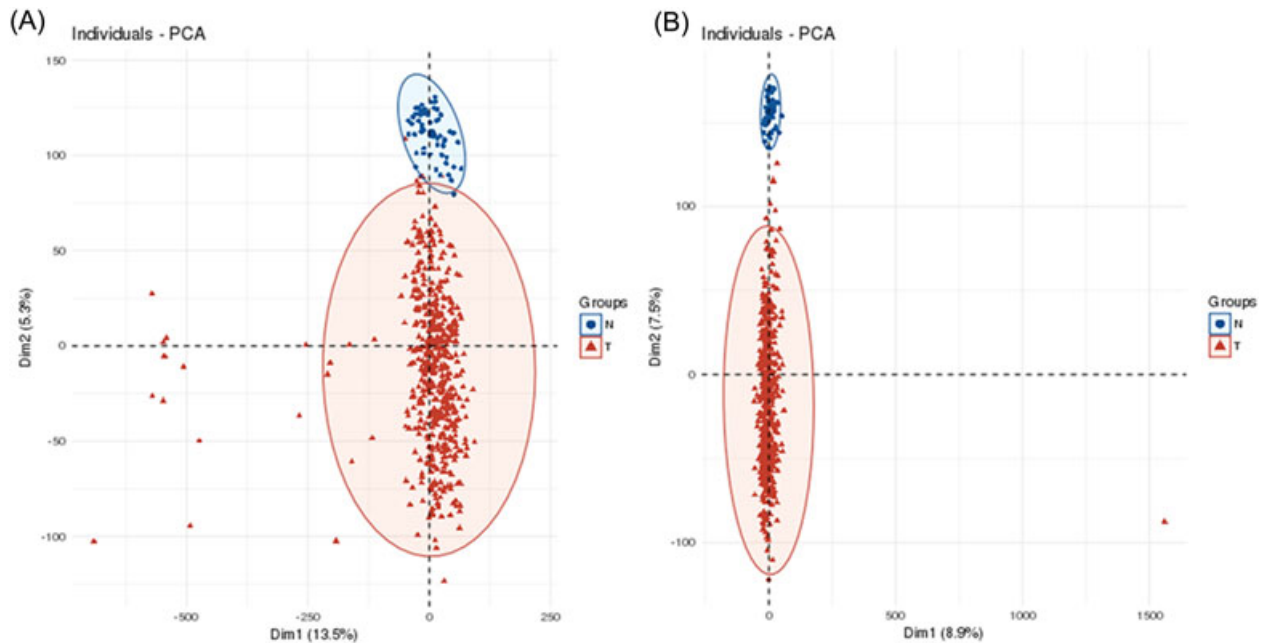 (A)
Individuals - PCA
150
100
50
0
-50
-100
-500
-250
0
250
Dim1 (13.5%)
Dim2 (5.3%)
Groups
N
T
(B)
Individuals - PCA
100
0
-100
0
500
1000
1500
Dim1 (8.9%)
Dim2 (7.5%)
Groups
N
T